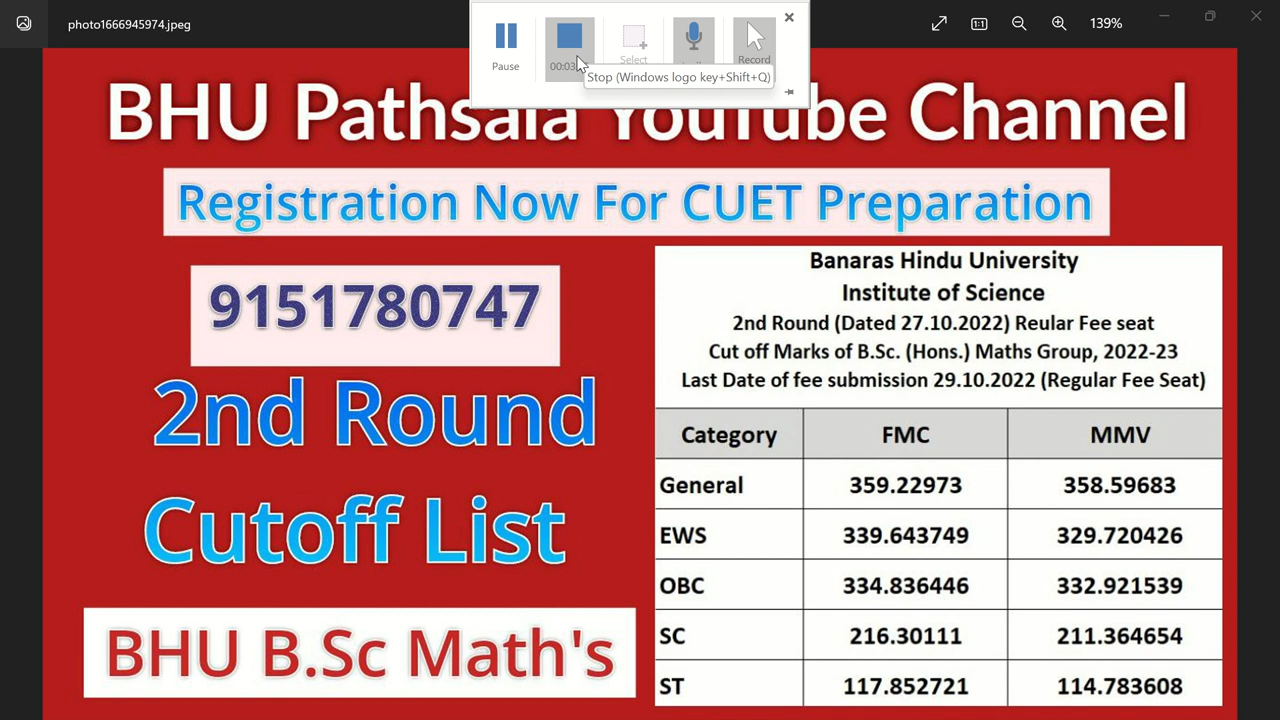 photo1666945974.jpeg
139%
Pause
00:03
Select
Record
Stop (Windows logo key+Shift+Q)
BHU Pathsala YouTube Channel
Registration Now For CUET Preparation
9151780747
2nd Round
Cutoff List
BHU B.Sc Math's
Banaras Hindu University
Institute of Science
2nd Round (Dated 27.10.2022) Reular Fee seat
Cut off Marks of B.Sc. (Hons.) Maths Group, 2022-23
Last Date of fee submission 29.10.2022 (Regular Fee Seat)
Category FMC MMV
General 359.22973 358.59683
EWS 339.643749 329.720426
OBC 334.836446 332.921539
SC 216.30111 211.364654
ST 117.852721 114.783608